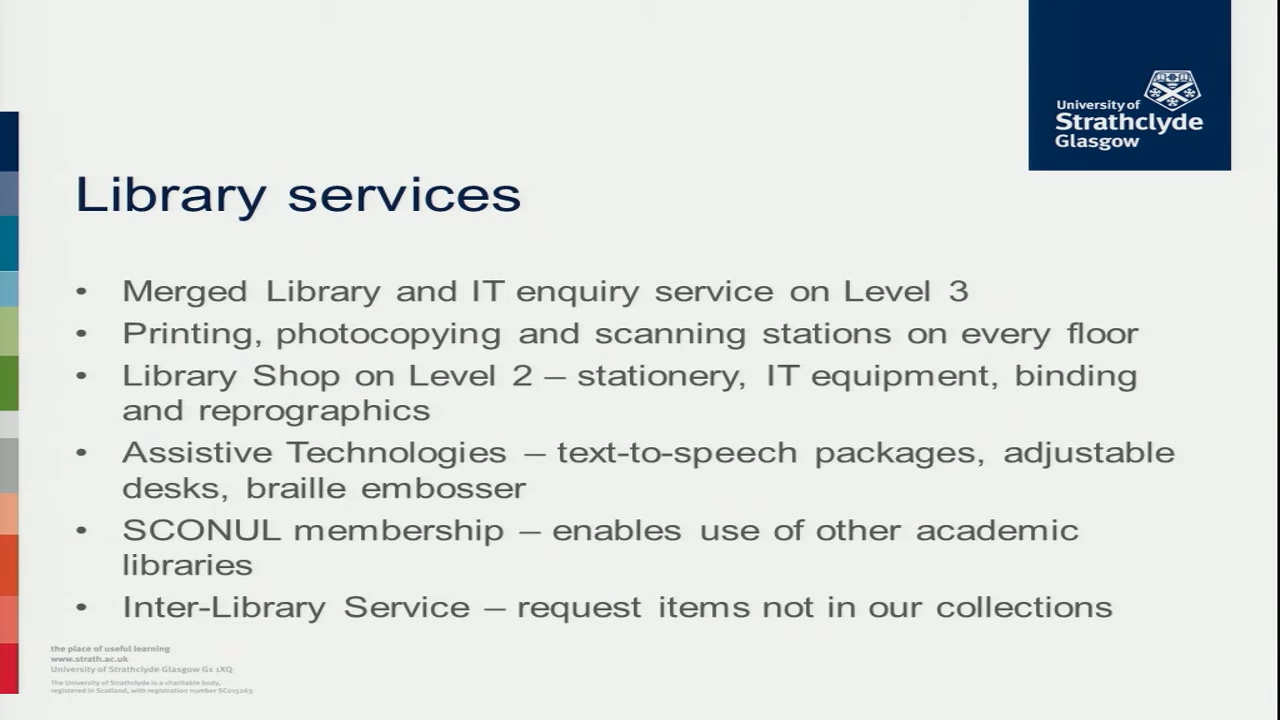 University of
Strathclyde
Glasgow
Library services
• Merged Library and IT enquiry service on Level 3
• Printing, photocopying and scanning stations on every floor
• Library Shop on Level 2 – stationery, IT equipment, binding
and reprographics
• Assistive Technologies – text-to-speech packages, adjustable
desks, braille embosser
• SCONUL membership – enables use of other academic
libraries
• Inter-Library Service – request items not in our collections
the place of useful learning
www.strath.ac.uk
University of Strathclyde Glasgow G1 1XQ
The University of Strathclyde is a charitable body,
registered in Scotland, with registration number SC015263